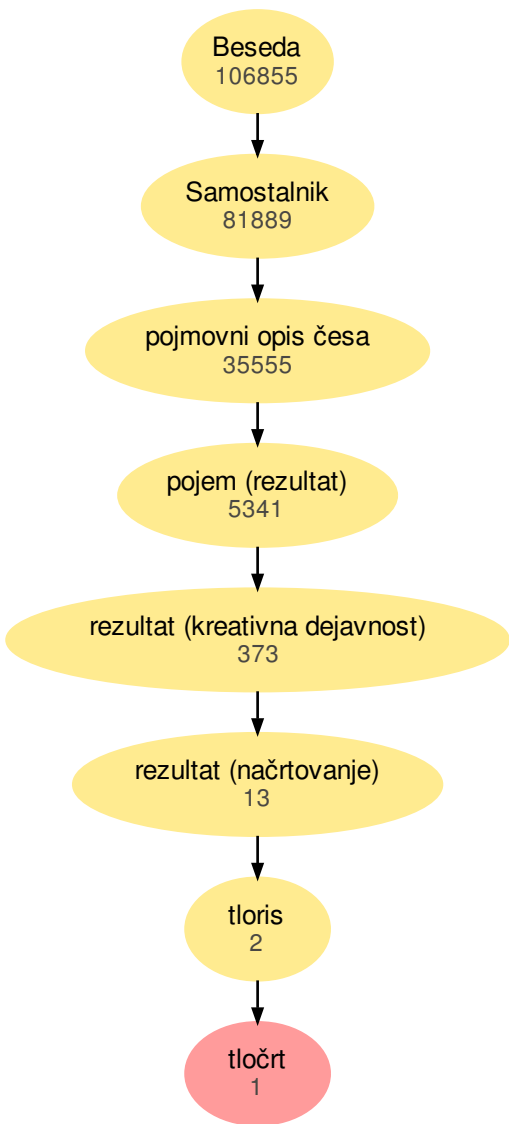 Beseda
106855
Samostalnik
81889
pojmovni opis česa
35555
pojem (rezultat)
5341
rezultat (kreativna dejavnost)
373
rezultat (načrtovanje)
13
tloris
2
tločrt
1